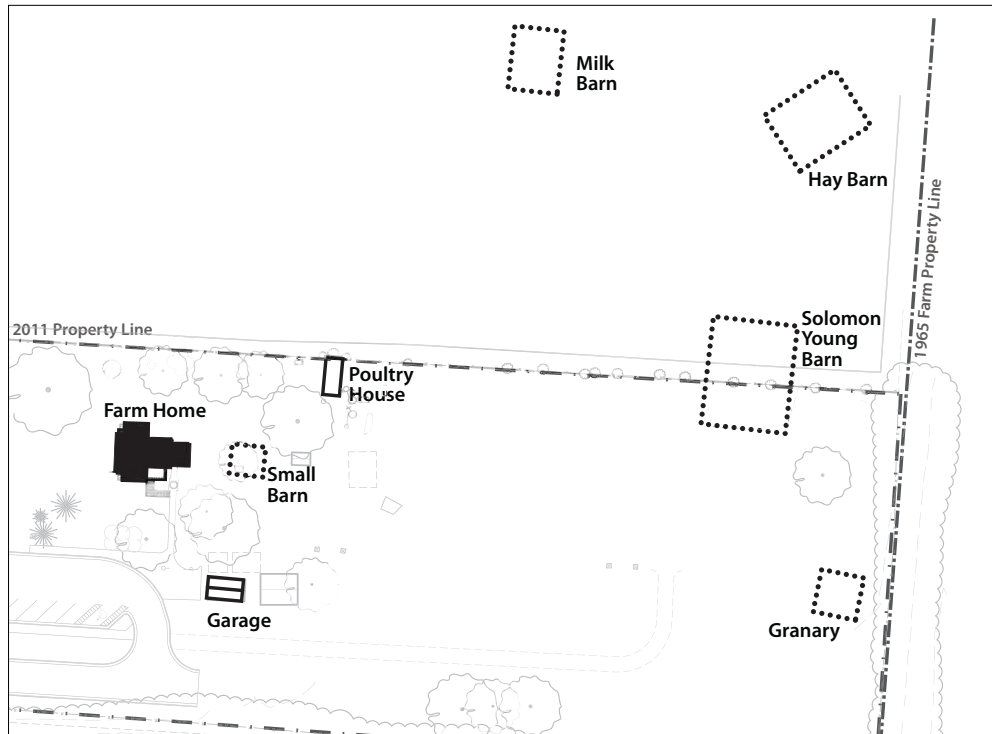 Milk
Barn
Hay Barn
1965 Farm Property Line
Solomon
Young
Barn
2011 Property Line
Poultry
House
Farm Home
Small
Barn
Garage
Granary